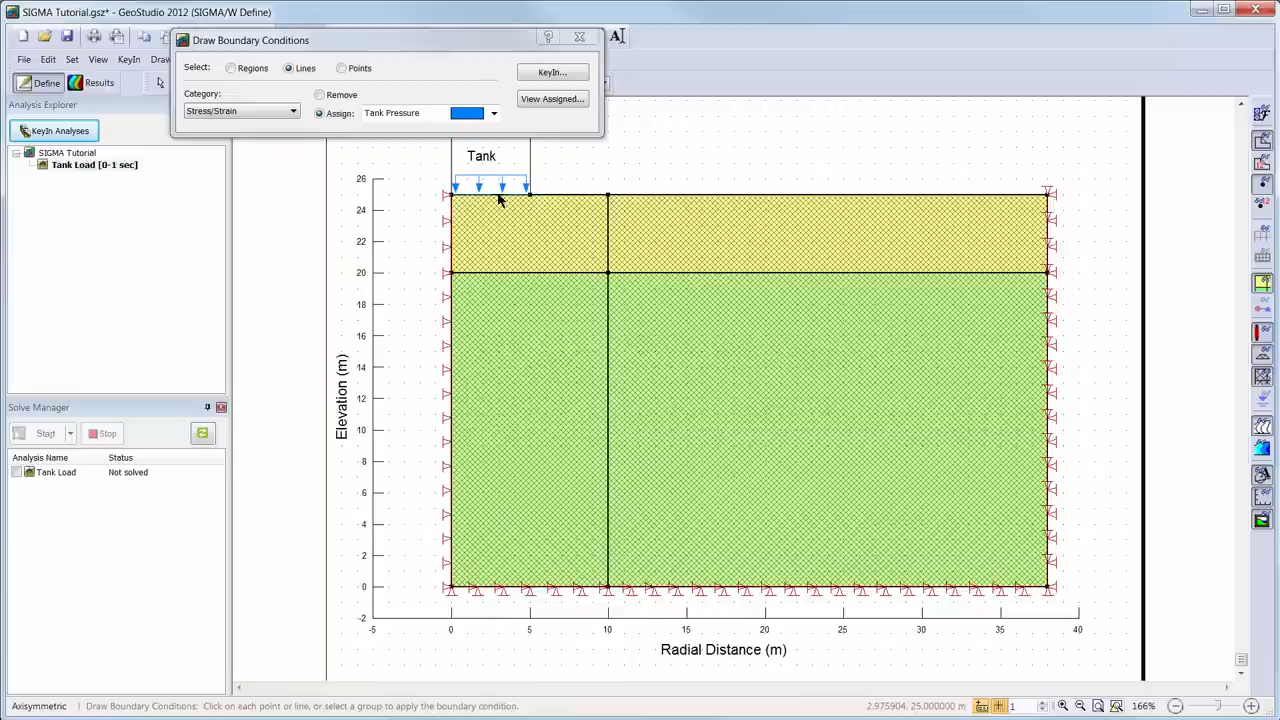 SIGMA Tutorial.gsz* - GeoStudio 2012 (SIGMA/W Define)
Draw Boundary Conditions
File Edit Set View KeyIn Draw
Select: Regions Lines Points KeyIn...
Category: Remove View Assigned...
Stress/Strain Assign: Tank Pressure
Define Results
Analysis Explorer
KeyIn Analyses
SIGMA Tutorial
Tank Load [0-1 sec]
Tank
26
24
22
20
18
16
14
12
10
8
6
4
2
0
-2
Elevation (m)
-5 0 5 10 15 20 25 30 35 40
Radial Distance (m)
Solve Manager
Start Stop
Analysis Name Status
Tank Load Not solved
Axisymmetric Draw Boundary Conditions: Click on each point or line, or select a group to apply the boundary condition. 2.975904, 25.000000 m 1 166%